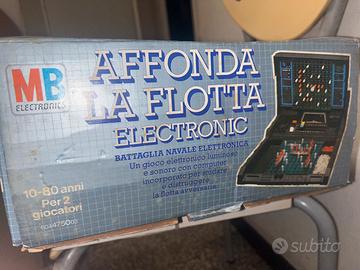 MB
ELECTRONICS
AFFONDA
LA FLOTTA
ELECTRONIC
BATTAGLIA NAVALE ELETTRONICA
Un gioco elettronico luminoso
e sonoro con computer
incorporato per sfidare
e distruggere
la flotta avversaria.
10-80 anni
Per 2
giocatori
subito